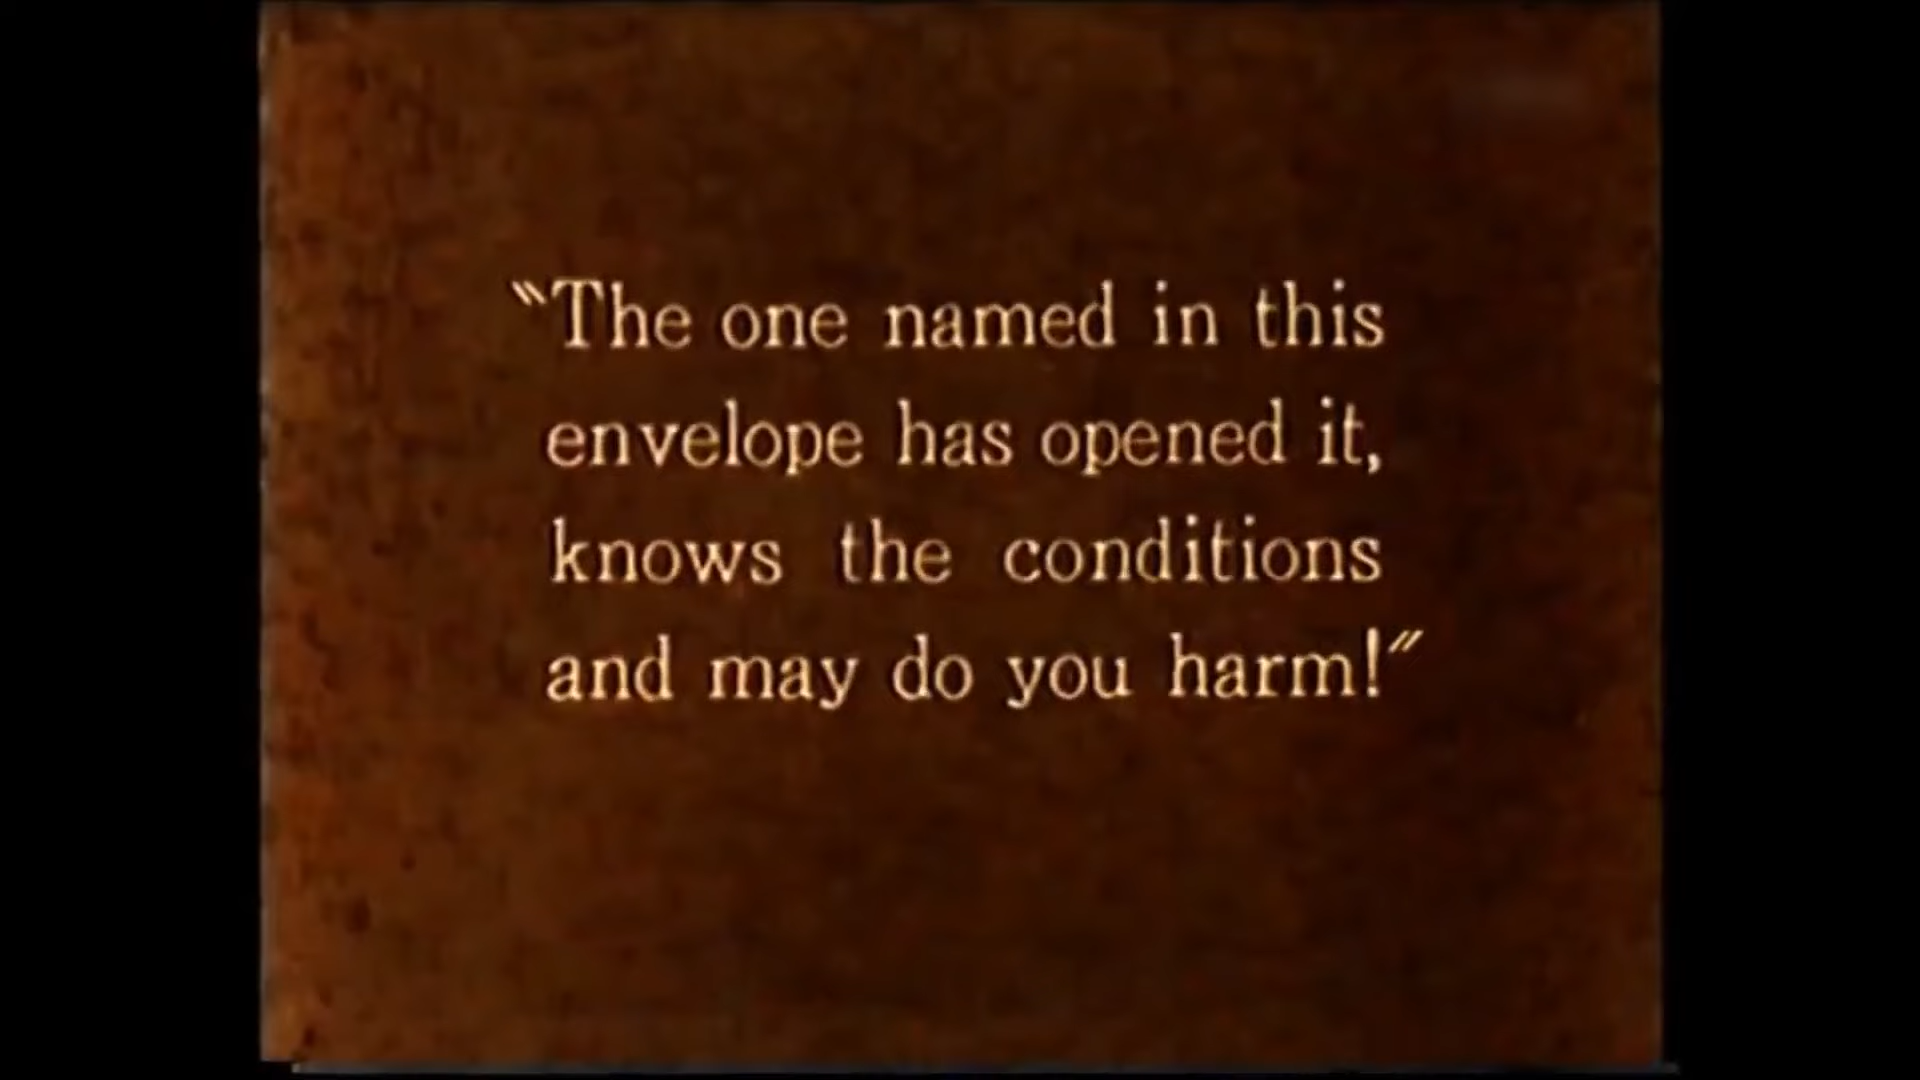 "The one named in this
envelope has opened it,
knows the conditions
and may do you harm!"